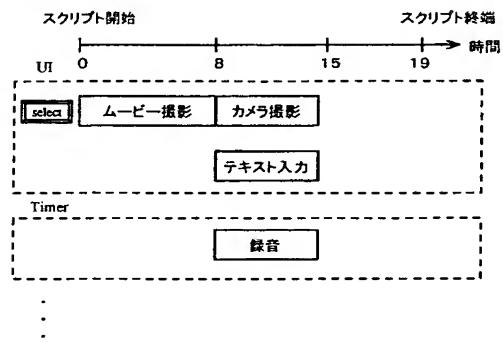 スクリプト開始 スクリプト終端
時間
UI 0 8 15 19
select ムービー撮影 カメラ撮影
テキスト入力
Timer
録音